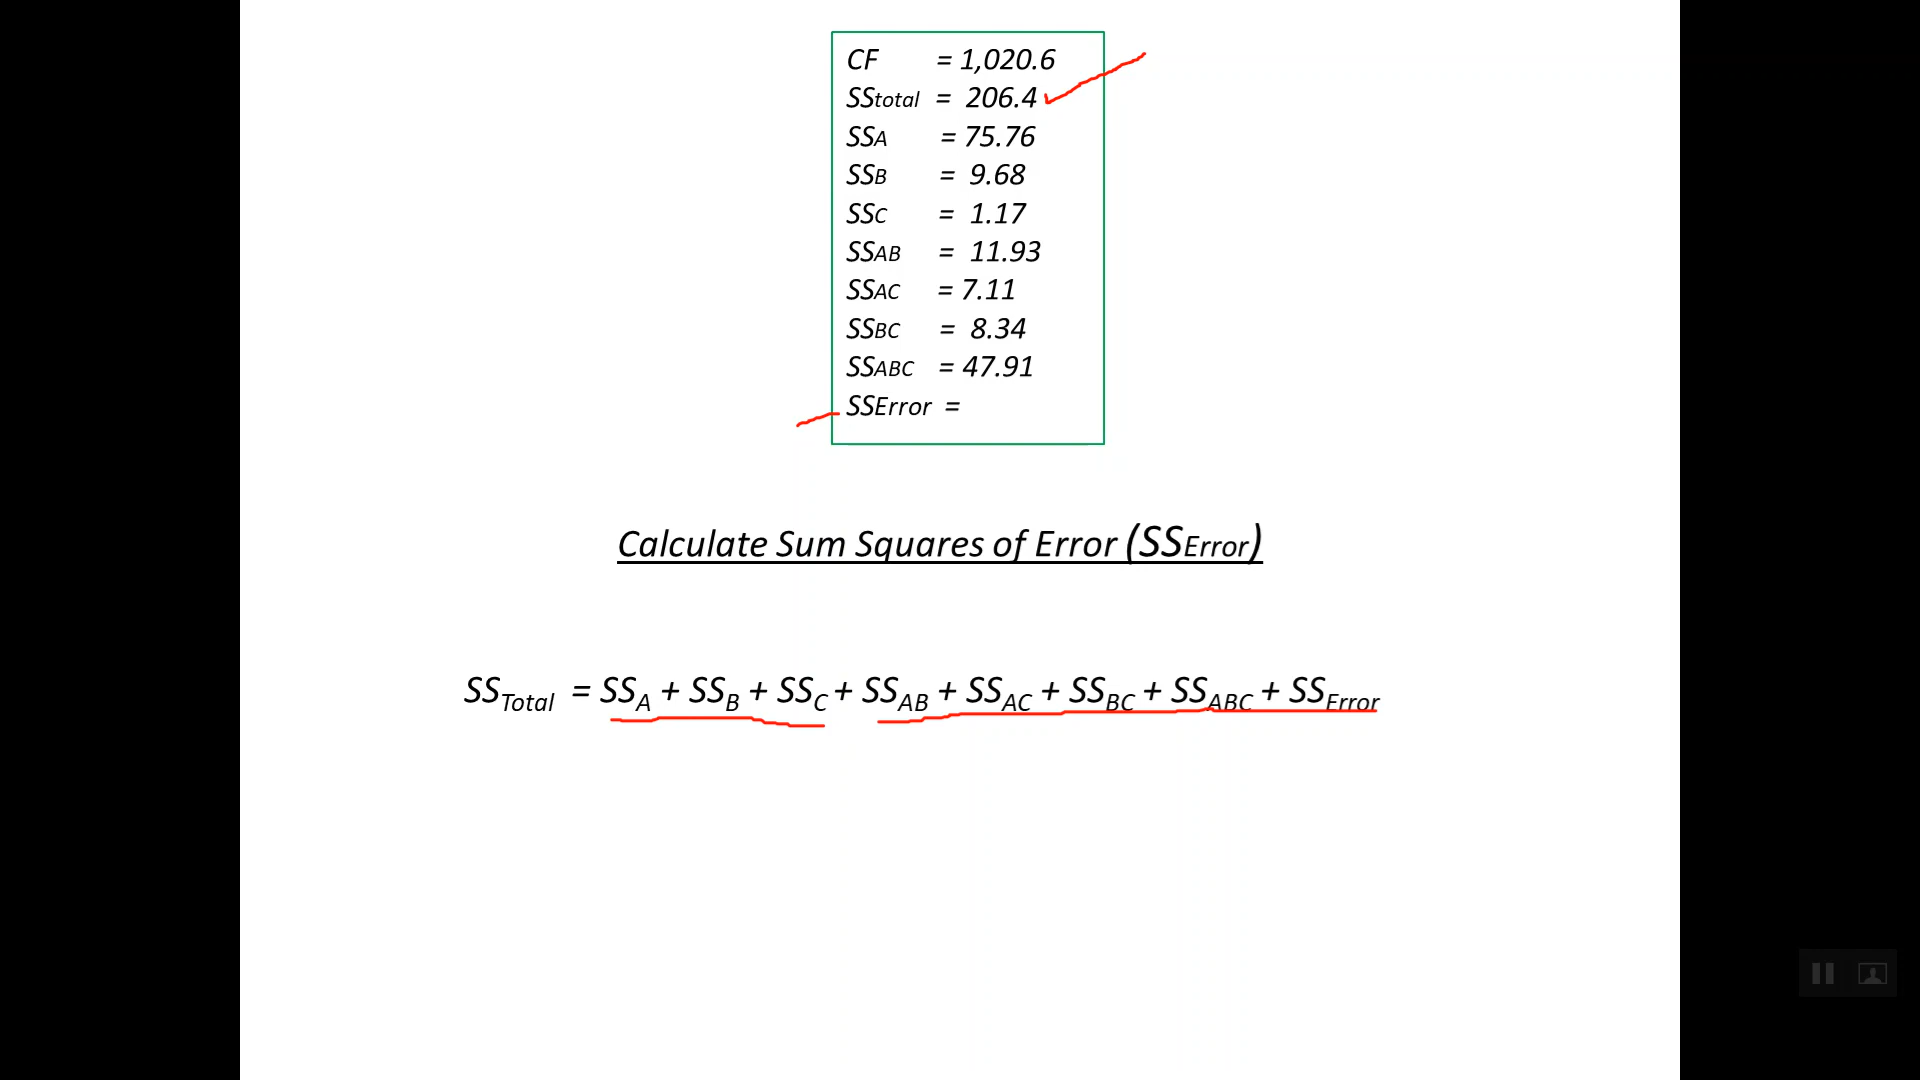 CF = 1,020.6
SStotal = 206.4
SSA = 75.76
SSB = 9.68
SSC = 1.17
SSAB = 11.93
SSAC = 7.11
SSBC = 8.34
SSABC = 47.91
SSError =
Calculate Sum Squares of Error (SSError)
SSTotal = SSA + SSB + SSC + SSAB + SSAC + SSBC + SSABC + SSError